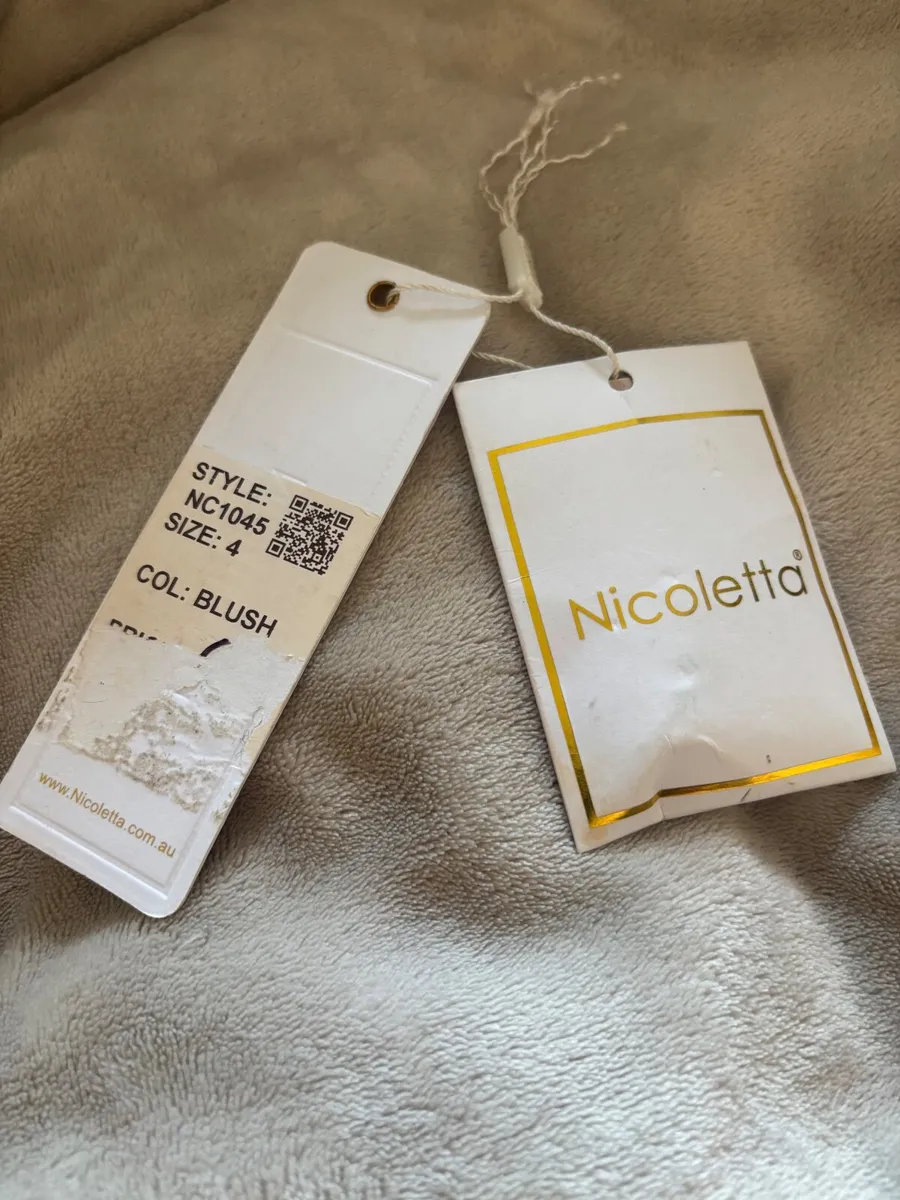 STYLE:
NC1045
SIZE: 4
COL: BLUSH
www.Nicoletta.com.au
Nicoletta®